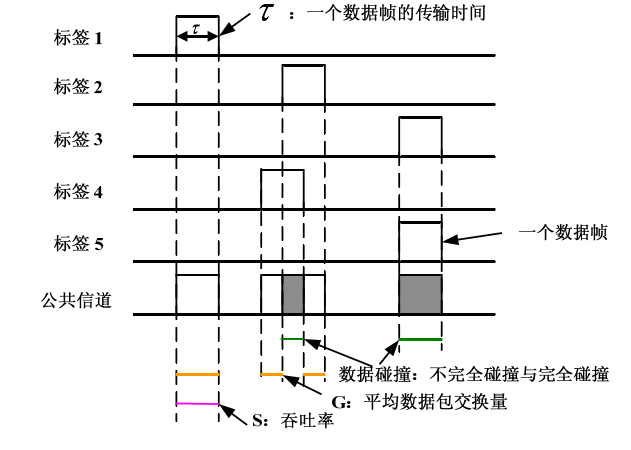 τ：一个数据帧的传输时间
标签 1
τ
标签 2
标签 3
标签 4
标签 5
一个数据帧
公共信道
数据碰撞：不完全碰撞与完全碰撞
G：平均数据包交换量
S：吞吐率